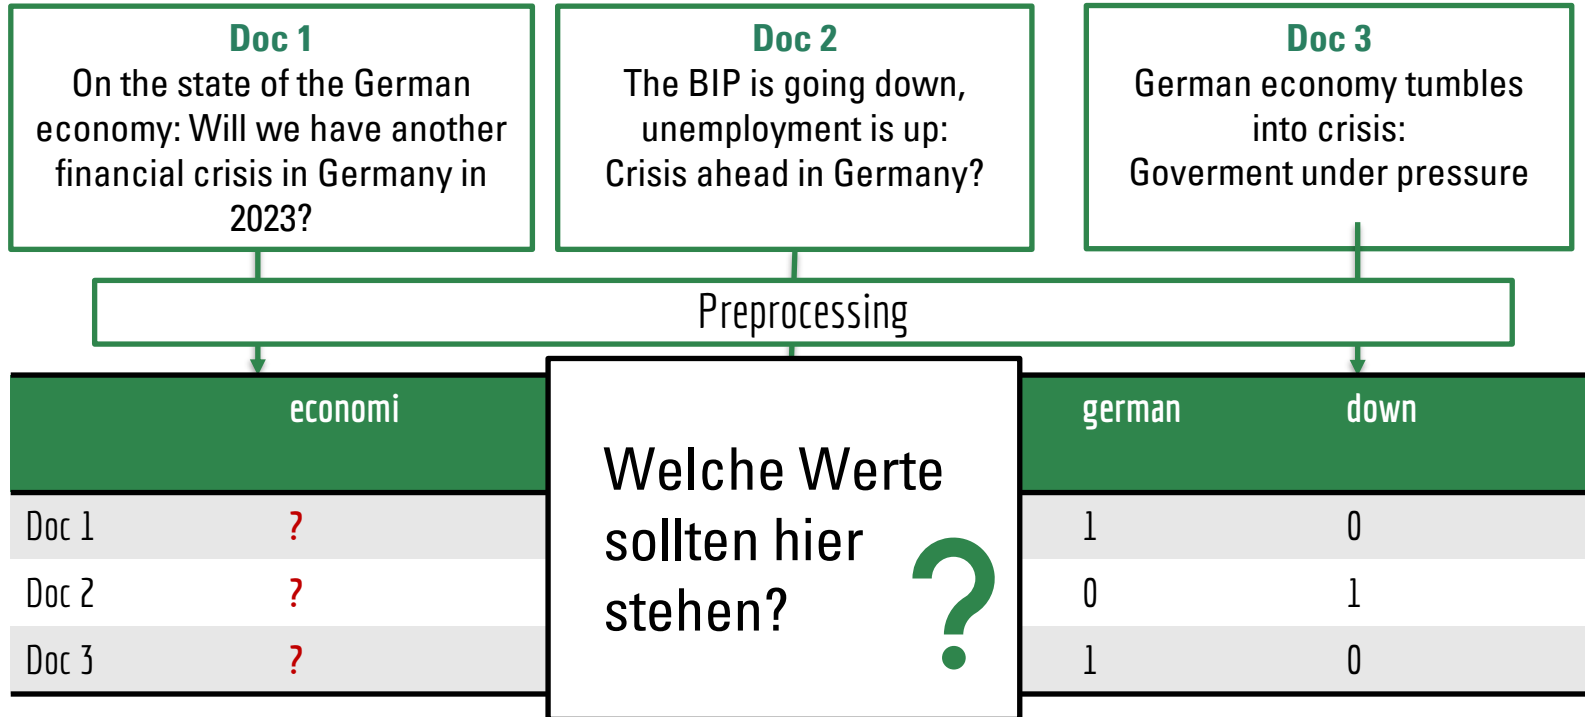 Doc 1
On the state of the German
economy: Will we have another
financial crisis in Germany in
2023?
Doc 2
The BIP is going down,
unemployment is up:
Crisis ahead in Germany?
Doc 3
German economy tumbles
into crisis:
Goverment under pressure
Preprocessing
economi german down
Doc 1 ? 1 0
Doc 2 ? 0 1
Doc 3 ? 1 0
Welche Werte
sollten hier
stehen?
?